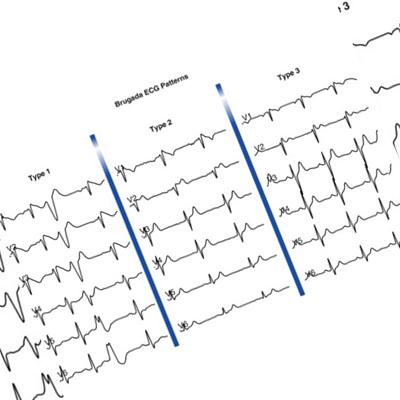 ı 3
Brugada ECG Patterns
Type 1
Type 2
Type 3
V1
V2
V3
V4
V5
V6
V2
V3
V4
V5
V6
V1
V2
V3
V4
V5
V6